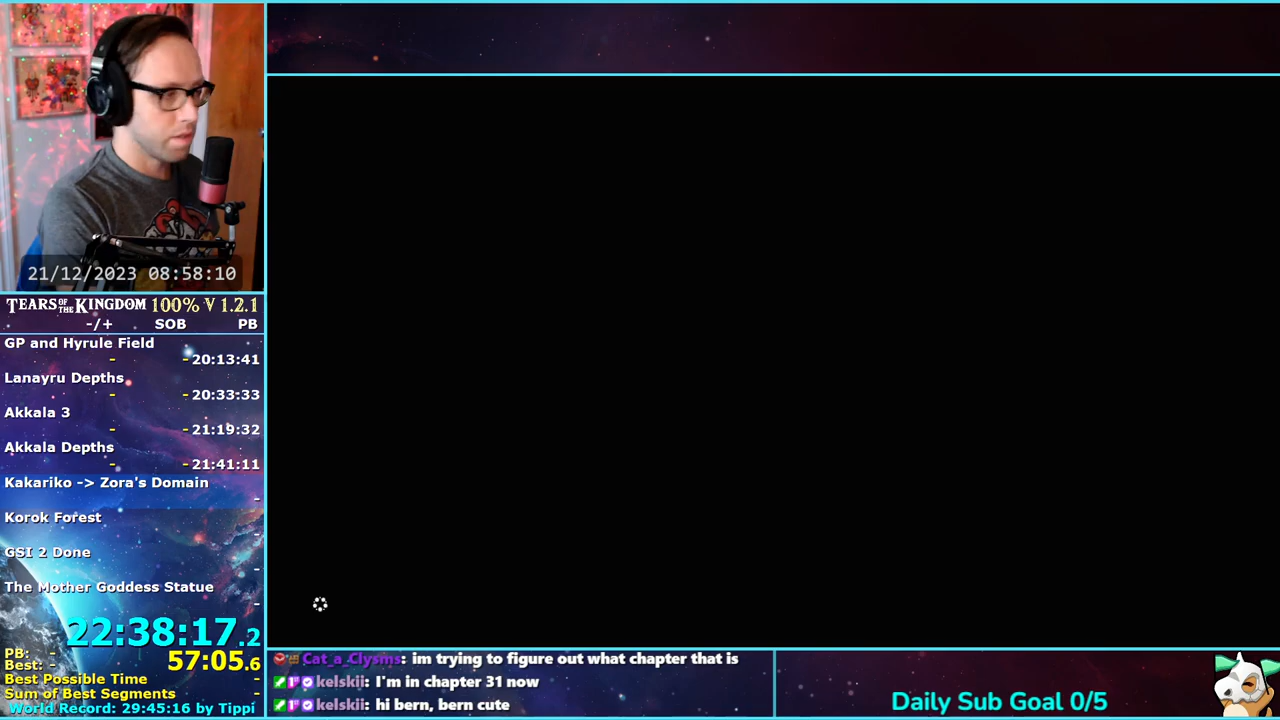 21/12/2023 08:58:10
TEARS OF THE KINGDOM 100% V 1.2.1
-/+ SOB PB
GP and Hyrule Field
- - 20:13:41
Lanayru Depths
- - 20:33:33
Akkala 3
- - 21:19:32
Akkala Depths
- - 21:41:11
Kakariko -> Zora's Domain
-
Korok Forest
-
GSI 2 Done
-
The Mother Goddess Statue
-
22:38:17.2
PB: -
57:05.6
Best: -
Best Possible Time -
Sum of Best Segments -
World Record: 29:45:16 by Tippi
Cat_a_Clysms: im trying to figure out what chapter that is
kelskii: I'm in chapter 31 now
kelskii: hi bern, bern cute
Daily Sub Goal 0/5